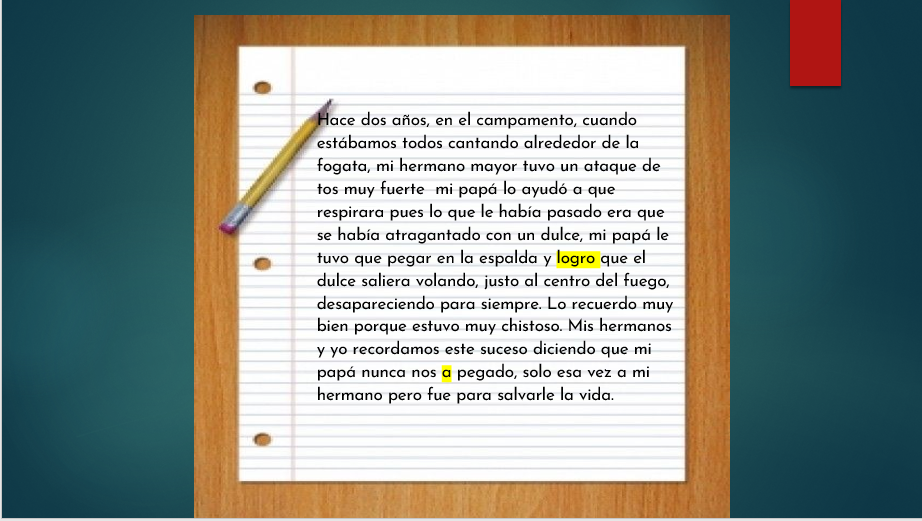 Hace dos años, en el campamento, cuando
estábamos todos cantando alrededor de la
fogata, mi hermano mayor tuvo un ataque de
tos muy fuerte  mi papá lo ayudó a que
respirara pues lo que le había pasado era que
se había atragantado con un dulce, mi papá le
tuvo que pegar en la espalda y logro que el
dulce saliera volando, justo al centro del fuego,
desapareciendo para siempre. Lo recuerdo muy
bien porque estuvo muy chistoso. Mis hermanos
y yo recordamos este suceso diciendo que mi
papá nunca nos a pegado, solo esa vez a mi
hermano pero fue para salvarle la vida.